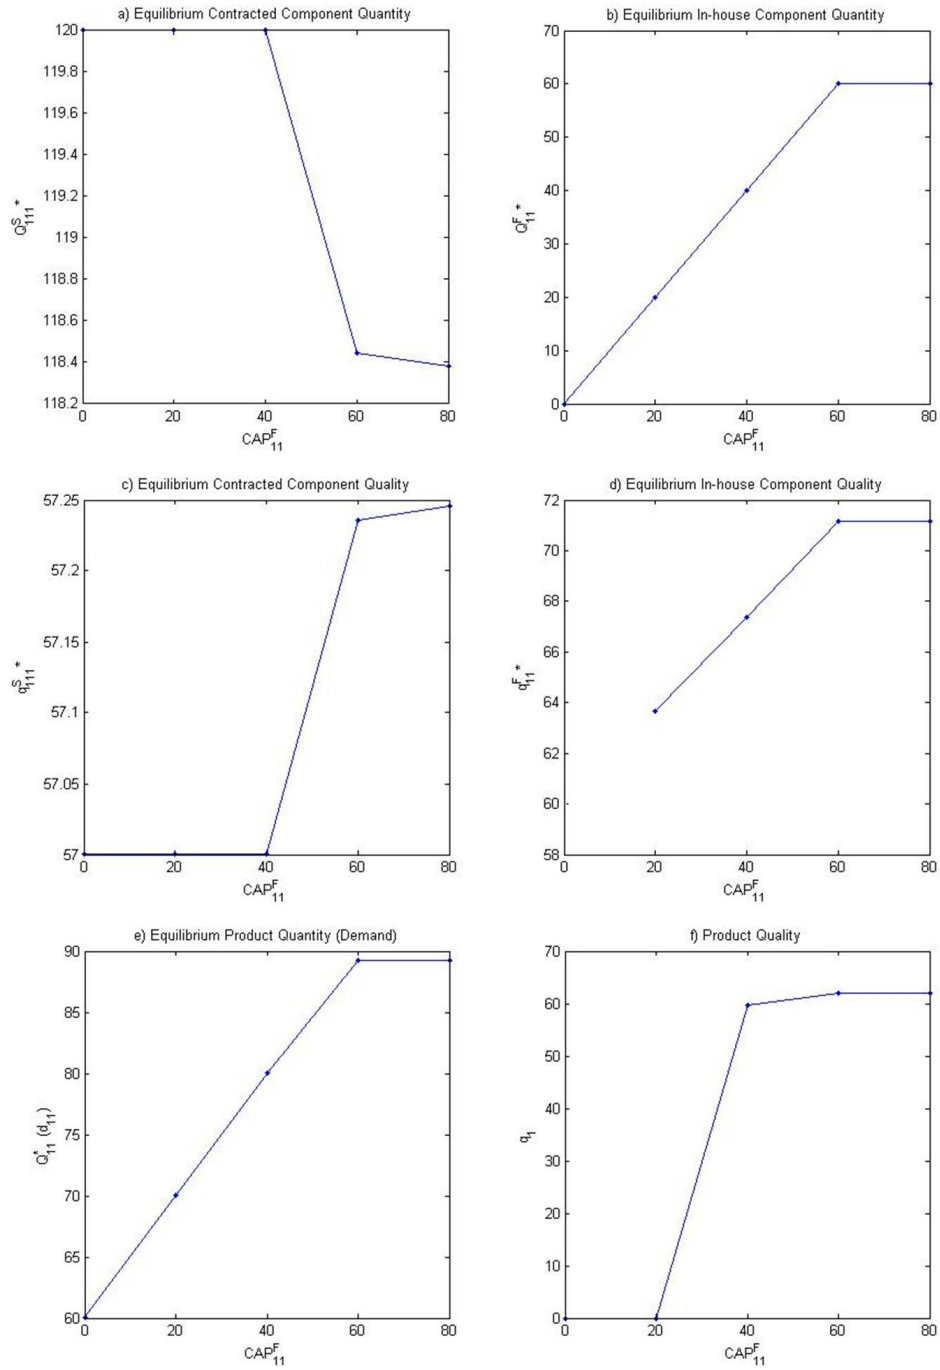 a) Equilibrium Contracted Component Quantity
120
119.8
119.6
119.4
119.2
119
118.8
118.6
118.4
118.2
Q^S_111 *
0 20 40 60 80
CAP^F_11
b) Equilibrium In-house Component Quantity
70
60
50
40
30
20
10
0
Q^F_11 *
0 20 40 60 80
CAP^F_11
c) Equilibrium Contracted Component Quality
57.25
57.2
57.15
57.1
57.05
57
q^S_111 *
0 20 40 60 80
CAP^F_11
d) Equilibrium In-house Component Quality
72
70
68
66
64
62
60
58
q^F_11 *
0 20 40 60 80
CAP^F_11
e) Equilibrium Product Quantity (Demand)
90
85
80
75
70
65
60
Q^*_11 (d_11)
0 20 40 60 80
CAP^F_11
f) Product Quality
70
60
50
40
30
20
10
0
q_1
0 20 40 60 80
CAP^F_11